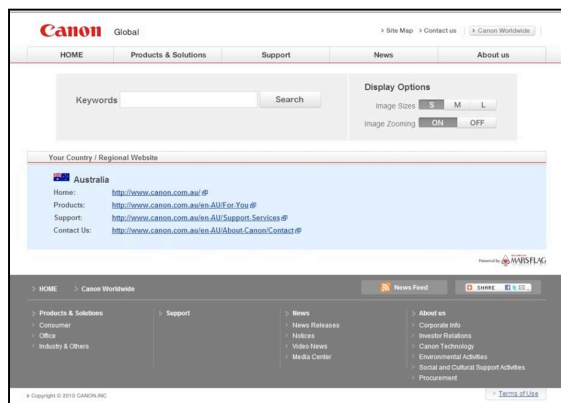 Canon Global
> Site Map > Contact us > Canon Worldwide
HOME Products & Solutions Support News About us
Keywords Search
Display Options
Image Sizes S M L
Image Zooming ON OFF
Your Country / Regional Website
Australia
Home: http://www.canon.com.au/
Products: http://www.canon.com.au/en-AU/For-You
Support: http://www.canon.com.au/en-AU/Support-Services
Contact Us: http://www.canon.com.au/en-AU/About-Canon/Contact
Powered by MARSFLAG
> HOME > Canon Worldwide News Feed SHARE
> Products & Solutions
> Consumer
> Office
> Industry & Others
> Support
> News
> News Releases
> Notices
> Video News
> Media Center
> About us
> Corporate Info
> Investor Relations
> Canon Technology
> Environmental Activities
> Social and Cultural Support Activities
> Procurement
> Copyright © 2010 CANON.INC > Terms of Use